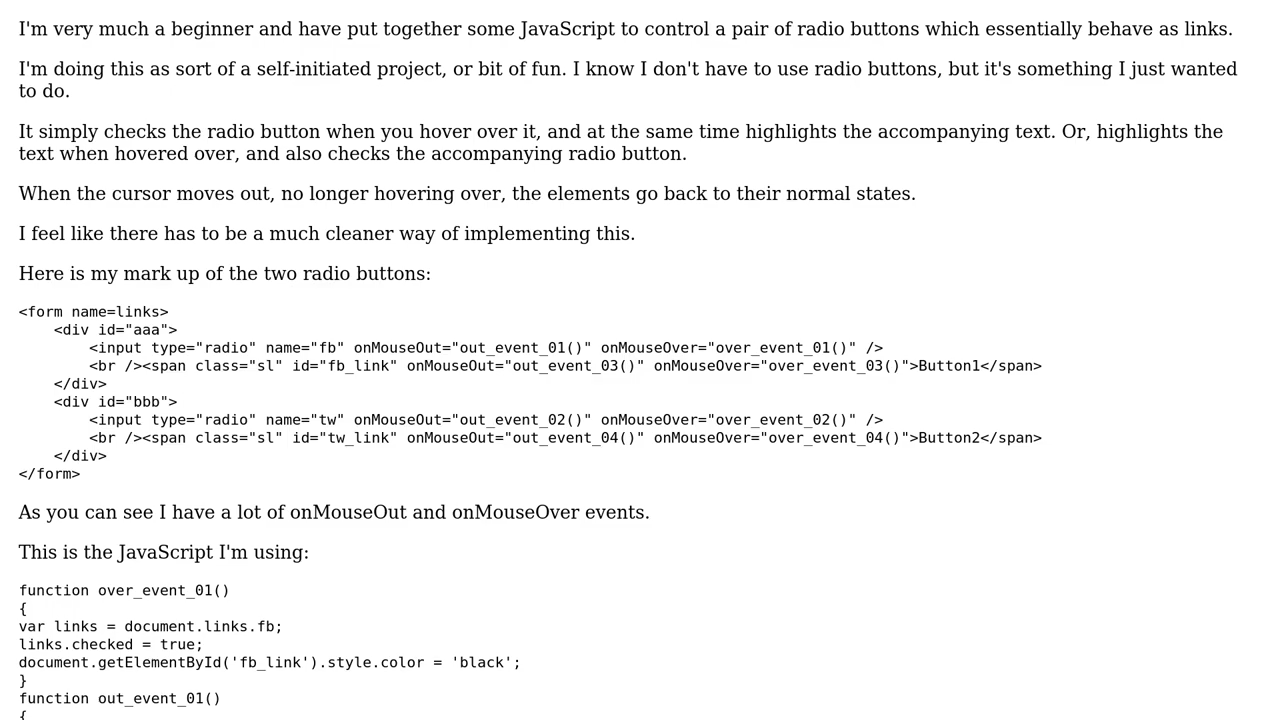 I'm very much a beginner and have put together some JavaScript to control a pair of radio buttons which essentially behave as links.
I'm doing this as sort of a self-initiated project, or bit of fun. I know I don't have to use radio buttons, but it's something I just wanted
to do.
It simply checks the radio button when you hover over it, and at the same time highlights the accompanying text. Or, highlights the
text when hovered over, and also checks the accompanying radio button.
When the cursor moves out, no longer hovering over, the elements go back to their normal states.
I feel like there has to be a much cleaner way of implementing this.
Here is my mark up of the two radio buttons:
<form name=links>
    <div id="aaa">
        <input type="radio" name="fb" onMouseOut="out_event_01()" onMouseOver="over_event_01()" />
        <br /><span class="sl" id="fb_link" onMouseOut="out_event_03()" onMouseOver="over_event_03()">Button1</span>
    </div>
    <div id="bbb">
        <input type="radio" name="tw" onMouseOut="out_event_02()" onMouseOver="over_event_02()" />
        <br /><span class="sl" id="tw_link" onMouseOut="out_event_04()" onMouseOver="over_event_04()">Button2</span>
    </div>
</form>
As you can see I have a lot of onMouseOut and onMouseOver events.
This is the JavaScript I'm using:
function over_event_01()
{
var links = document.links.fb;
links.checked = true;
document.getElementById('fb_link').style.color = 'black';
}
function out_event_01()
{